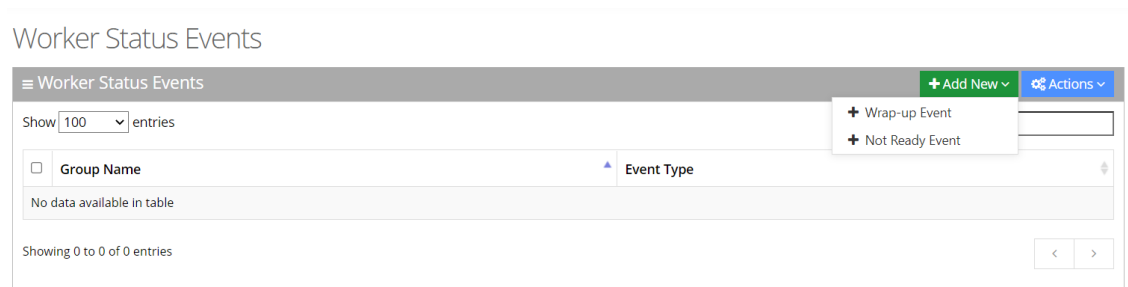 Worker Status Events
Worker Status Events
Add New
Actions
Wrap-up Event
Not Ready Event
Show 100 entries
Group Name
Event Type
No data available in table
Showing 0 to 0 of 0 entries